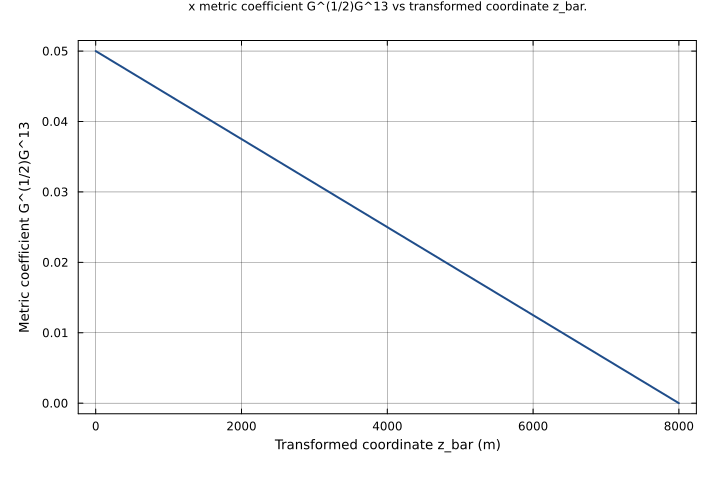 x metric coefficient G^(1/2)G^13 vs transformed coordinate z_bar.
Metric coefficient G^(1/2)G^13
0.05
0.04
0.03
0.02
0.01
0.00
0 2000 4000 6000 8000
Transformed coordinate z_bar (m)